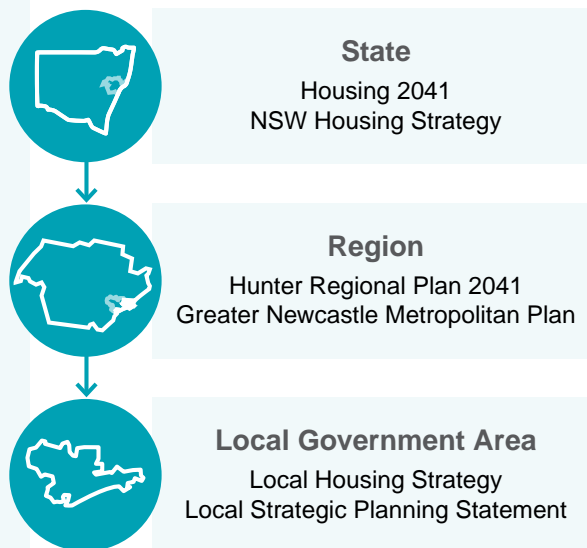 State
Housing 2041
NSW Housing Strategy
Region
Hunter Regional Plan 2041
Greater Newcastle Metropolitan Plan
Local Government Area
Local Housing Strategy
Local Strategic Planning Statement